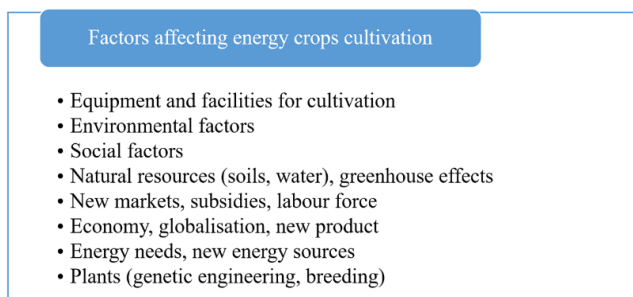 Factors affecting energy crops cultivation
• Equipment and facilities for cultivation
• Environmental factors
• Social factors
• Natural resources (soils, water), greenhouse effects
• New markets, subsidies, labour force
• Economy, globalisation, new product
• Energy needs, new energy sources
• Plants (genetic engineering, breeding)